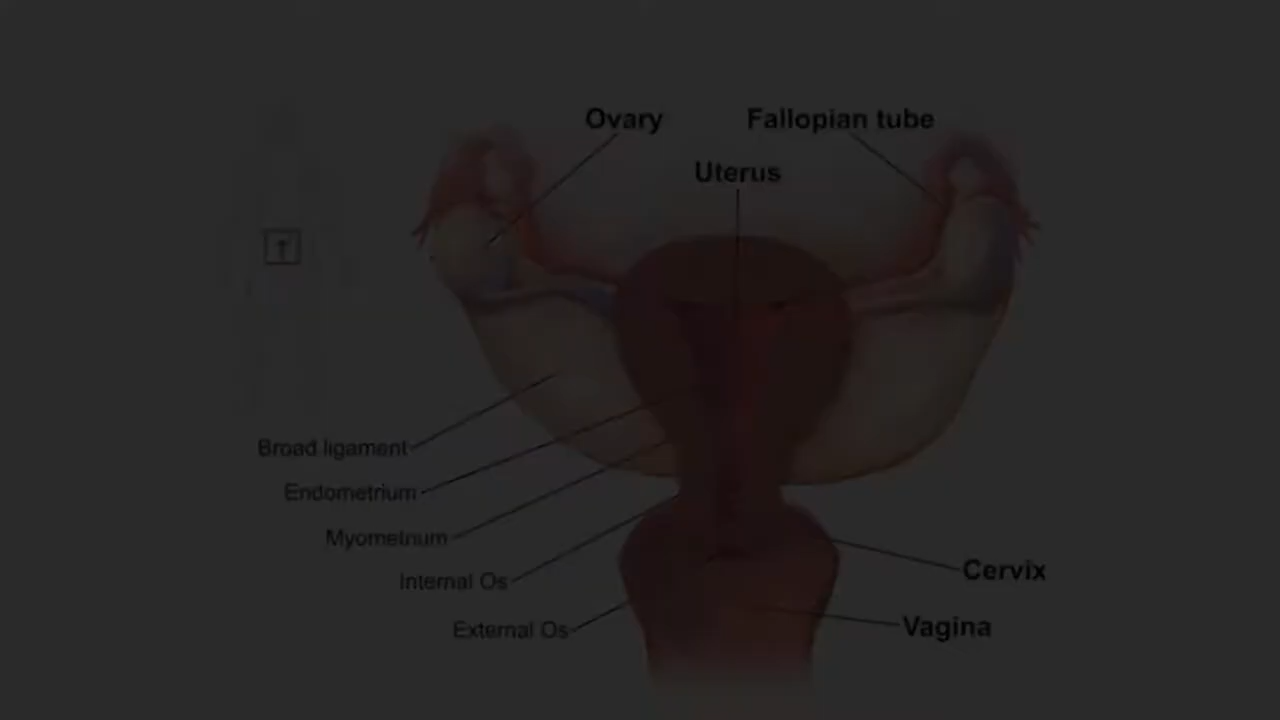 Ovary
Fallopian tube
Uterus
Broad ligament
Endometrium
Myometrium
Internal Os
External Os
Cervix
Vagina